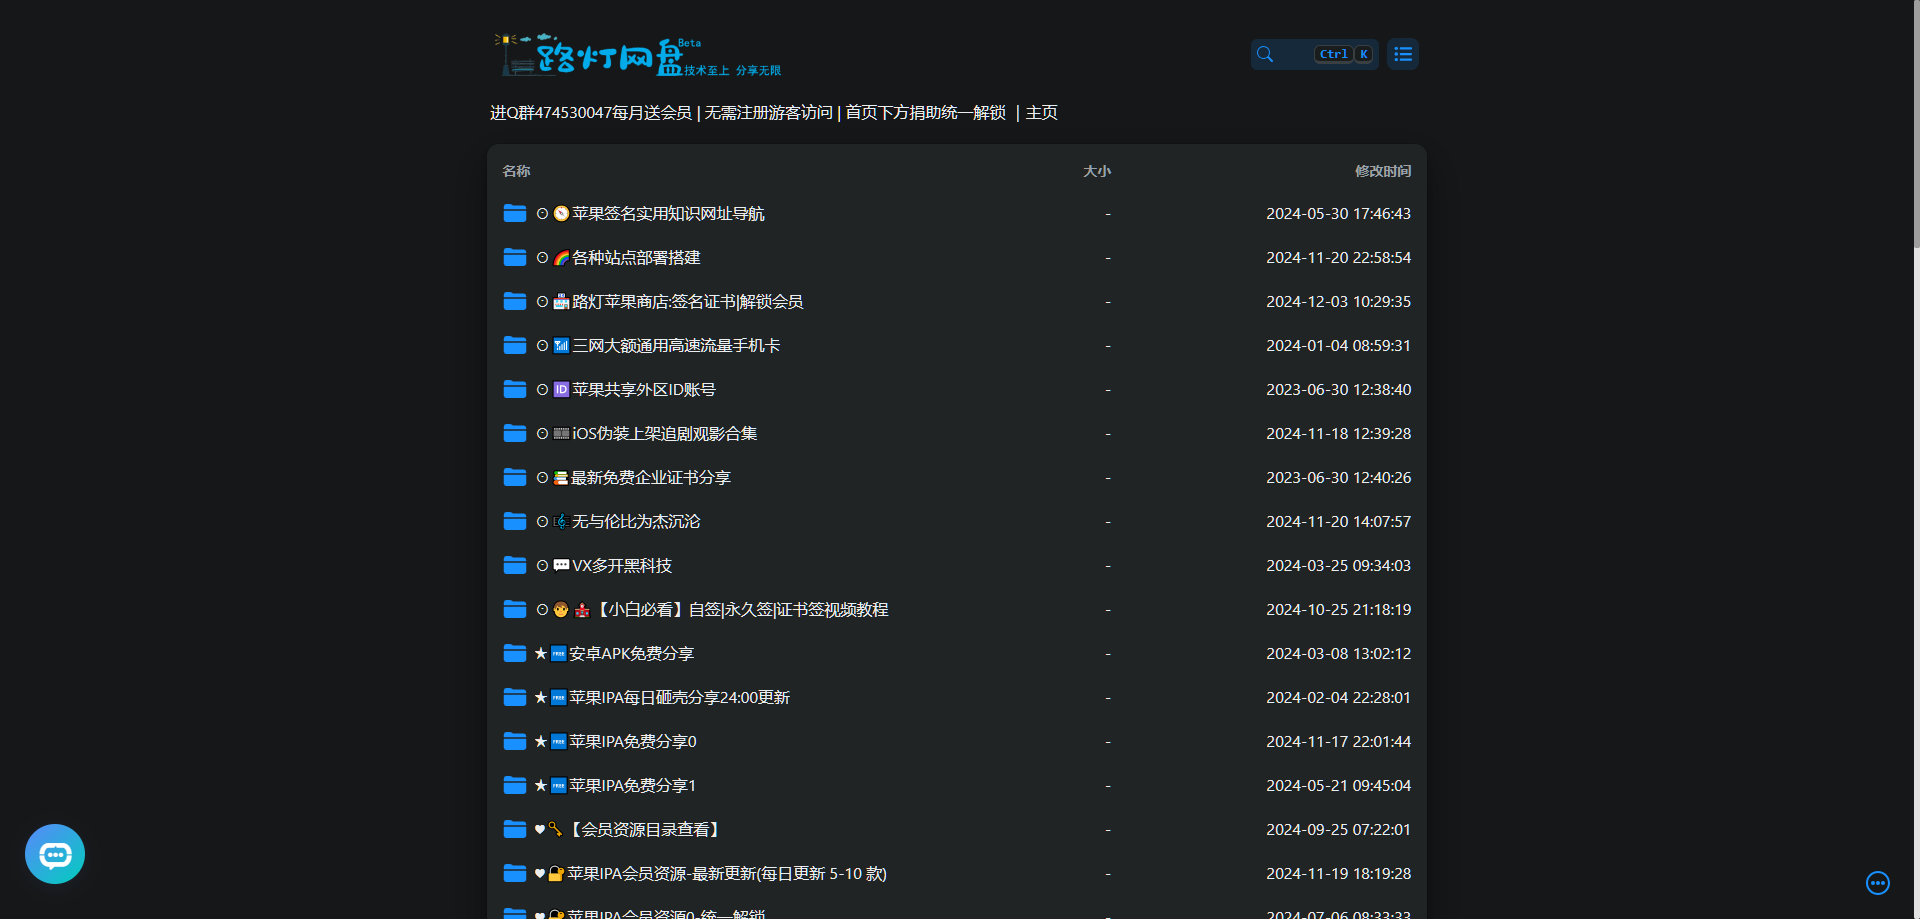 路灯网盘 Beta
技术至上 分享无限
Ctrl K
进Q群474530047每月送会员 | 无需注册游客访问 | 首页下方捐助统一解锁 | 主页
名称 大小 修改时间
⊙ 🧭苹果签名实用知识网址导航 - 2024-05-30 17:46:43
⊙ 🌈各种站点部署搭建 - 2024-11-20 22:58:54
⊙ 🏪路灯苹果商店:签名证书|解锁会员 - 2024-12-03 10:29:35
⊙ 📶三网大额通用高速流量手机卡 - 2024-01-04 08:59:31
⊙ 🆔苹果共享外区ID账号 - 2023-06-30 12:38:40
⊙ 🎞iOS伪装上架追剧观影合集 - 2024-11-18 12:39:28
⊙ 📚最新免费企业证书分享 - 2023-06-30 12:40:26
⊙ 🎼无与伦比为杰沉沦 - 2024-11-20 14:07:57
⊙ 💬VX多开黑科技 - 2024-03-25 09:34:03
⊙ 🧑‍🏫【小白必看】自签|永久签|证书签视频教程 - 2024-10-25 21:18:19
★🆓安卓APK免费分享 - 2024-03-08 13:02:12
★🆓苹果IPA每日砸壳分享24:00更新 - 2024-02-04 22:28:01
★🆓苹果IPA免费分享0 - 2024-11-17 22:01:44
★🆓苹果IPA免费分享1 - 2024-05-21 09:45:04
♥🔑【会员资源目录查看】 - 2024-09-25 07:22:01
♥🔐苹果IPA会员资源-最新更新(每日更新 5-10 款) - 2024-11-19 18:19:28
♥🔐苹果IPA会员资源0-统一解锁 - 2024-07-06 08:33:33